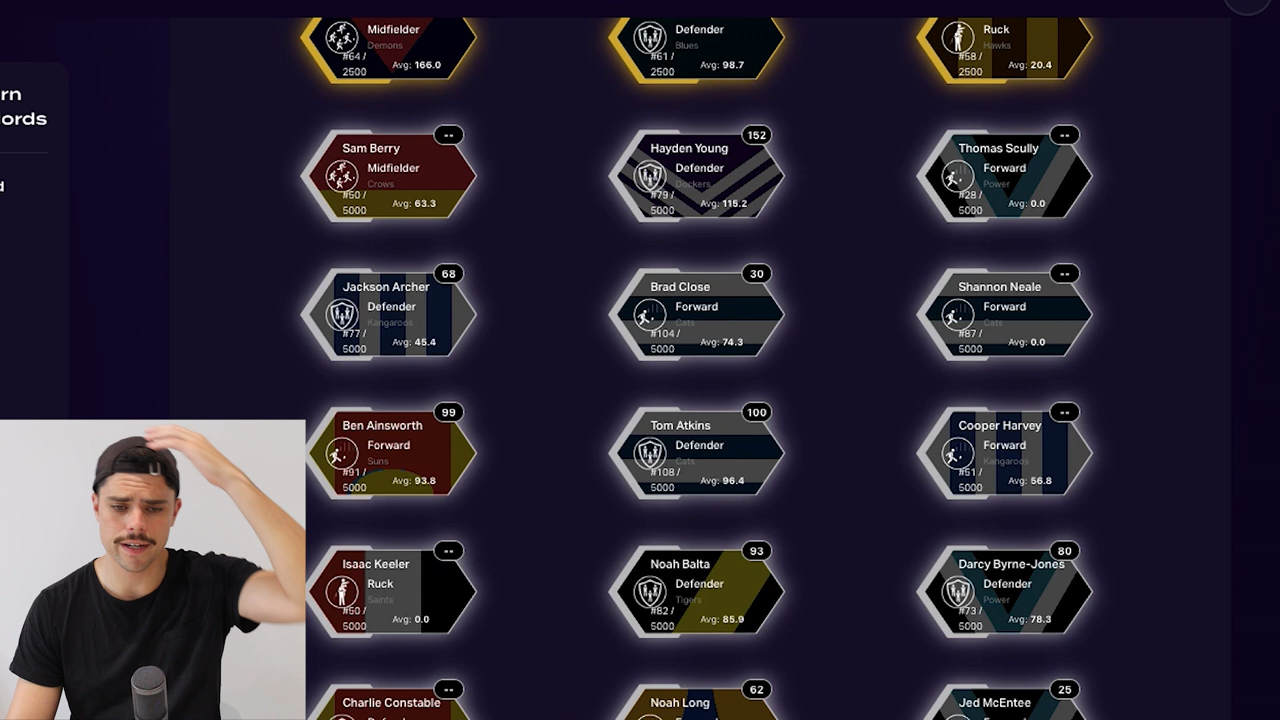 rn
ords
d
Midfielder
Demons
#64 /
2500
Avg: 166.0
Defender
Blues
#61 /
2500
Avg: 98.7
Ruck
Hawks
#58 /
2500
Avg: 20.4
--
Sam Berry
Midfielder
Crows
#50 /
5000
Avg: 63.3
152
Hayden Young
Defender
Dockers
#79 /
5000
Avg: 115.2
--
Thomas Scully
Forward
Power
#28 /
5000
Avg: 0.0
68
Jackson Archer
Defender
Kangaroos
#77 /
5000
Avg: 45.4
30
Brad Close
Forward
Cats
#104 /
5000
Avg: 74.3
--
Shannon Neale
Forward
Cats
#87 /
5000
Avg: 0.0
99
Ben Ainsworth
Forward
Suns
#91 /
5000
Avg: 93.8
100
Tom Atkins
Defender
Cats
#108 /
5000
Avg: 96.4
--
Cooper Harvey
Forward
Kangaroos
#51 /
5000
Avg: 56.8
--
Isaac Keeler
Ruck
Saints
#50 /
5000
Avg: 0.0
93
Noah Balta
Defender
Tigers
#82 /
5000
Avg: 85.9
80
Darcy Byrne-Jones
Defender
Power
#73 /
5000
Avg: 78.3
--
Charlie Constable
62
Noah Long
25
Jed McEntee